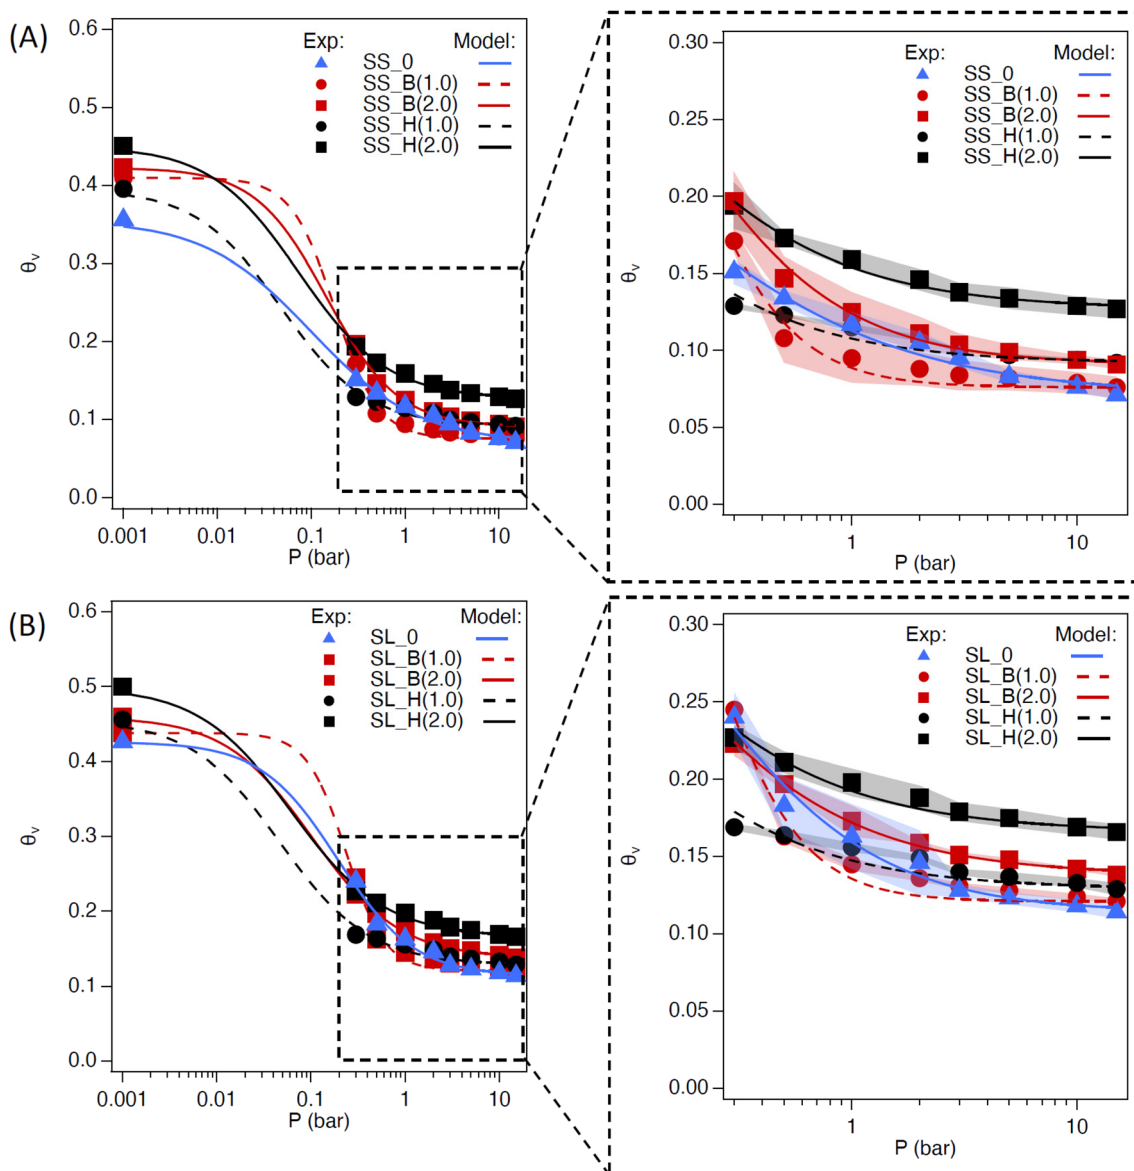 (A)
0.6
0.5
0.4
0.3
0.2
0.1
0.0
θv
Exp: Model:
SS_0
SS_B(1.0)
SS_B(2.0)
SS_H(1.0)
SS_H(2.0)
0.001 0.01 0.1 1 10
P (bar)
0.30
0.25
0.20
0.15
0.10
0.05
0.00
θv
Exp: Model:
SS_0
SS_B(1.0)
SS_B(2.0)
SS_H(1.0)
SS_H(2.0)
1 10
P (bar)
(B)
0.6
0.5
0.4
0.3
0.2
0.1
0.0
θv
Exp: Model:
SL_0
SL_B(1.0)
SL_B(2.0)
SL_H(1.0)
SL_H(2.0)
0.001 0.01 0.1 1 10
P (bar)
0.30
0.25
0.20
0.15
0.10
0.05
0.00
θv
Exp: Model:
SL_0
SL_B(1.0)
SL_B(2.0)
SL_H(1.0)
SL_H(2.0)
1 10
P (bar)